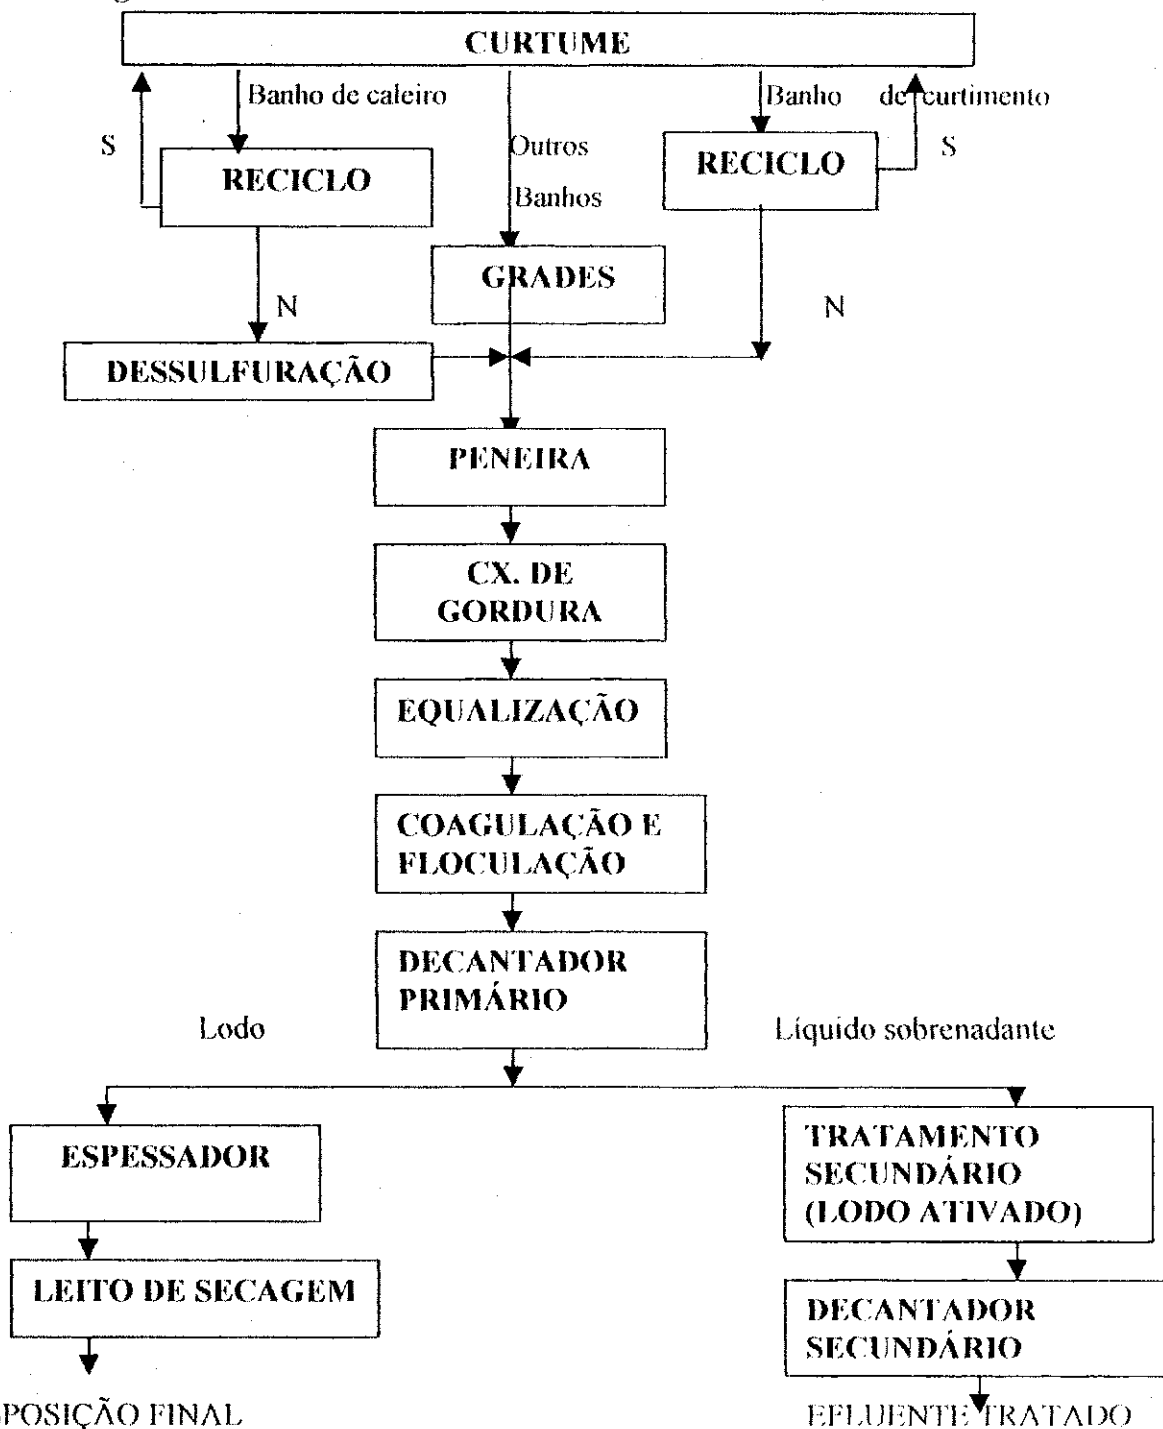 CURTUME
Banho de caleiro
Banho de curtimento
S
Outros
S
RECICLO
RECICLO
Banhos
GRADES
N
N
DESSULFURAÇÃO
PENEIRA
CX. DE
GORDURA
EQUALIZAÇÃO
COAGULAÇÃO E
FLOCULAÇÃO
DECANTADOR
PRIMÁRIO
Lodo
Líquido sobrenadante
ESPESSADOR
TRATAMENTO
SECUNDÁRIO
(LODO ATIVADO)
LEITO DE SECAGEM
DECANTADOR
SECUNDÁRIO
POSIÇÃO FINAL
EFLUENTE TRATADO